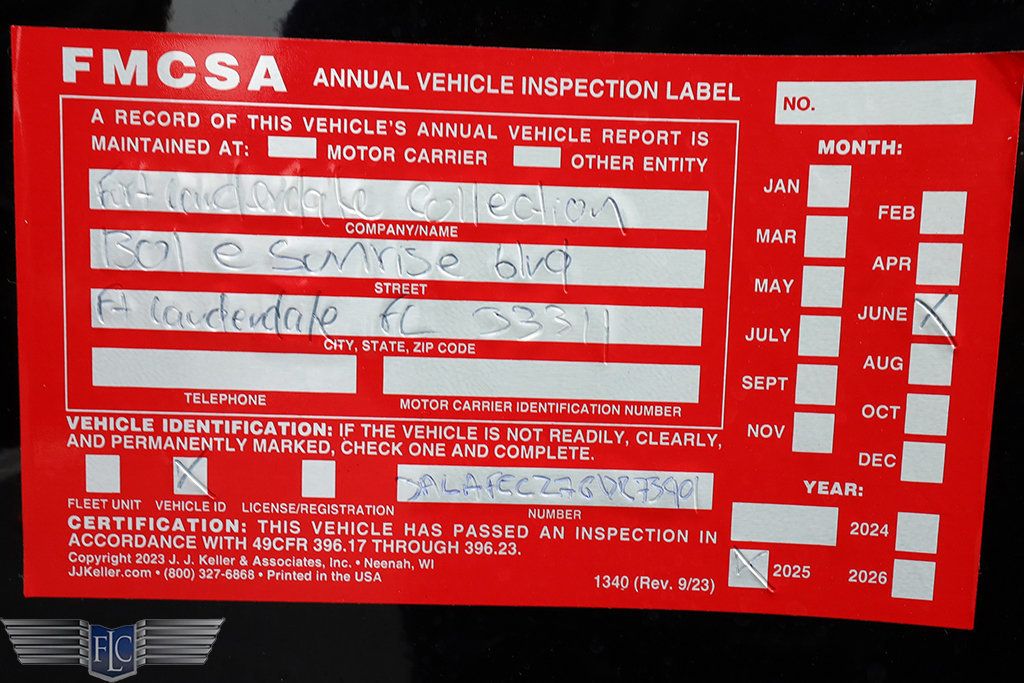 FMCSA ANNUAL VEHICLE INSPECTION LABEL
NO.
A RECORD OF THIS VEHICLE'S ANNUAL VEHICLE REPORT IS
MAINTAINED AT: MOTOR CARRIER OTHER ENTITY
Fort Lauderdale Collection
COMPANY/NAME
1301 e Sunrise blvd
STREET
Ft Lauderdale FL 33311
CITY, STATE, ZIP CODE
TELEPHONE
MOTOR CARRIER IDENTIFICATION NUMBER
MONTH:
JAN
FEB
MAR
APR
MAY
JUNE X
JULY
AUG
SEPT
OCT
NOV
DEC
VEHICLE IDENTIFICATION: IF THE VEHICLE IS NOT READILY, CLEARLY,
AND PERMANENTLY MARKED, CHECK ONE AND COMPLETE.
X
FLEET UNIT VEHICLE ID LICENSE/REGISTRATION
NUMBER
CERTIFICATION: THIS VEHICLE HAS PASSED AN INSPECTION IN
ACCORDANCE WITH 49CFR 396.17 THROUGH 396.23.
Copyright 2023 J. J. Keller & Associates, Inc. • Neenah, WI
JJKeller.com • (800) 327-6868 • Printed in the USA
1340 (Rev. 9/23)
YEAR:
2024
X 2025
2026
FLC